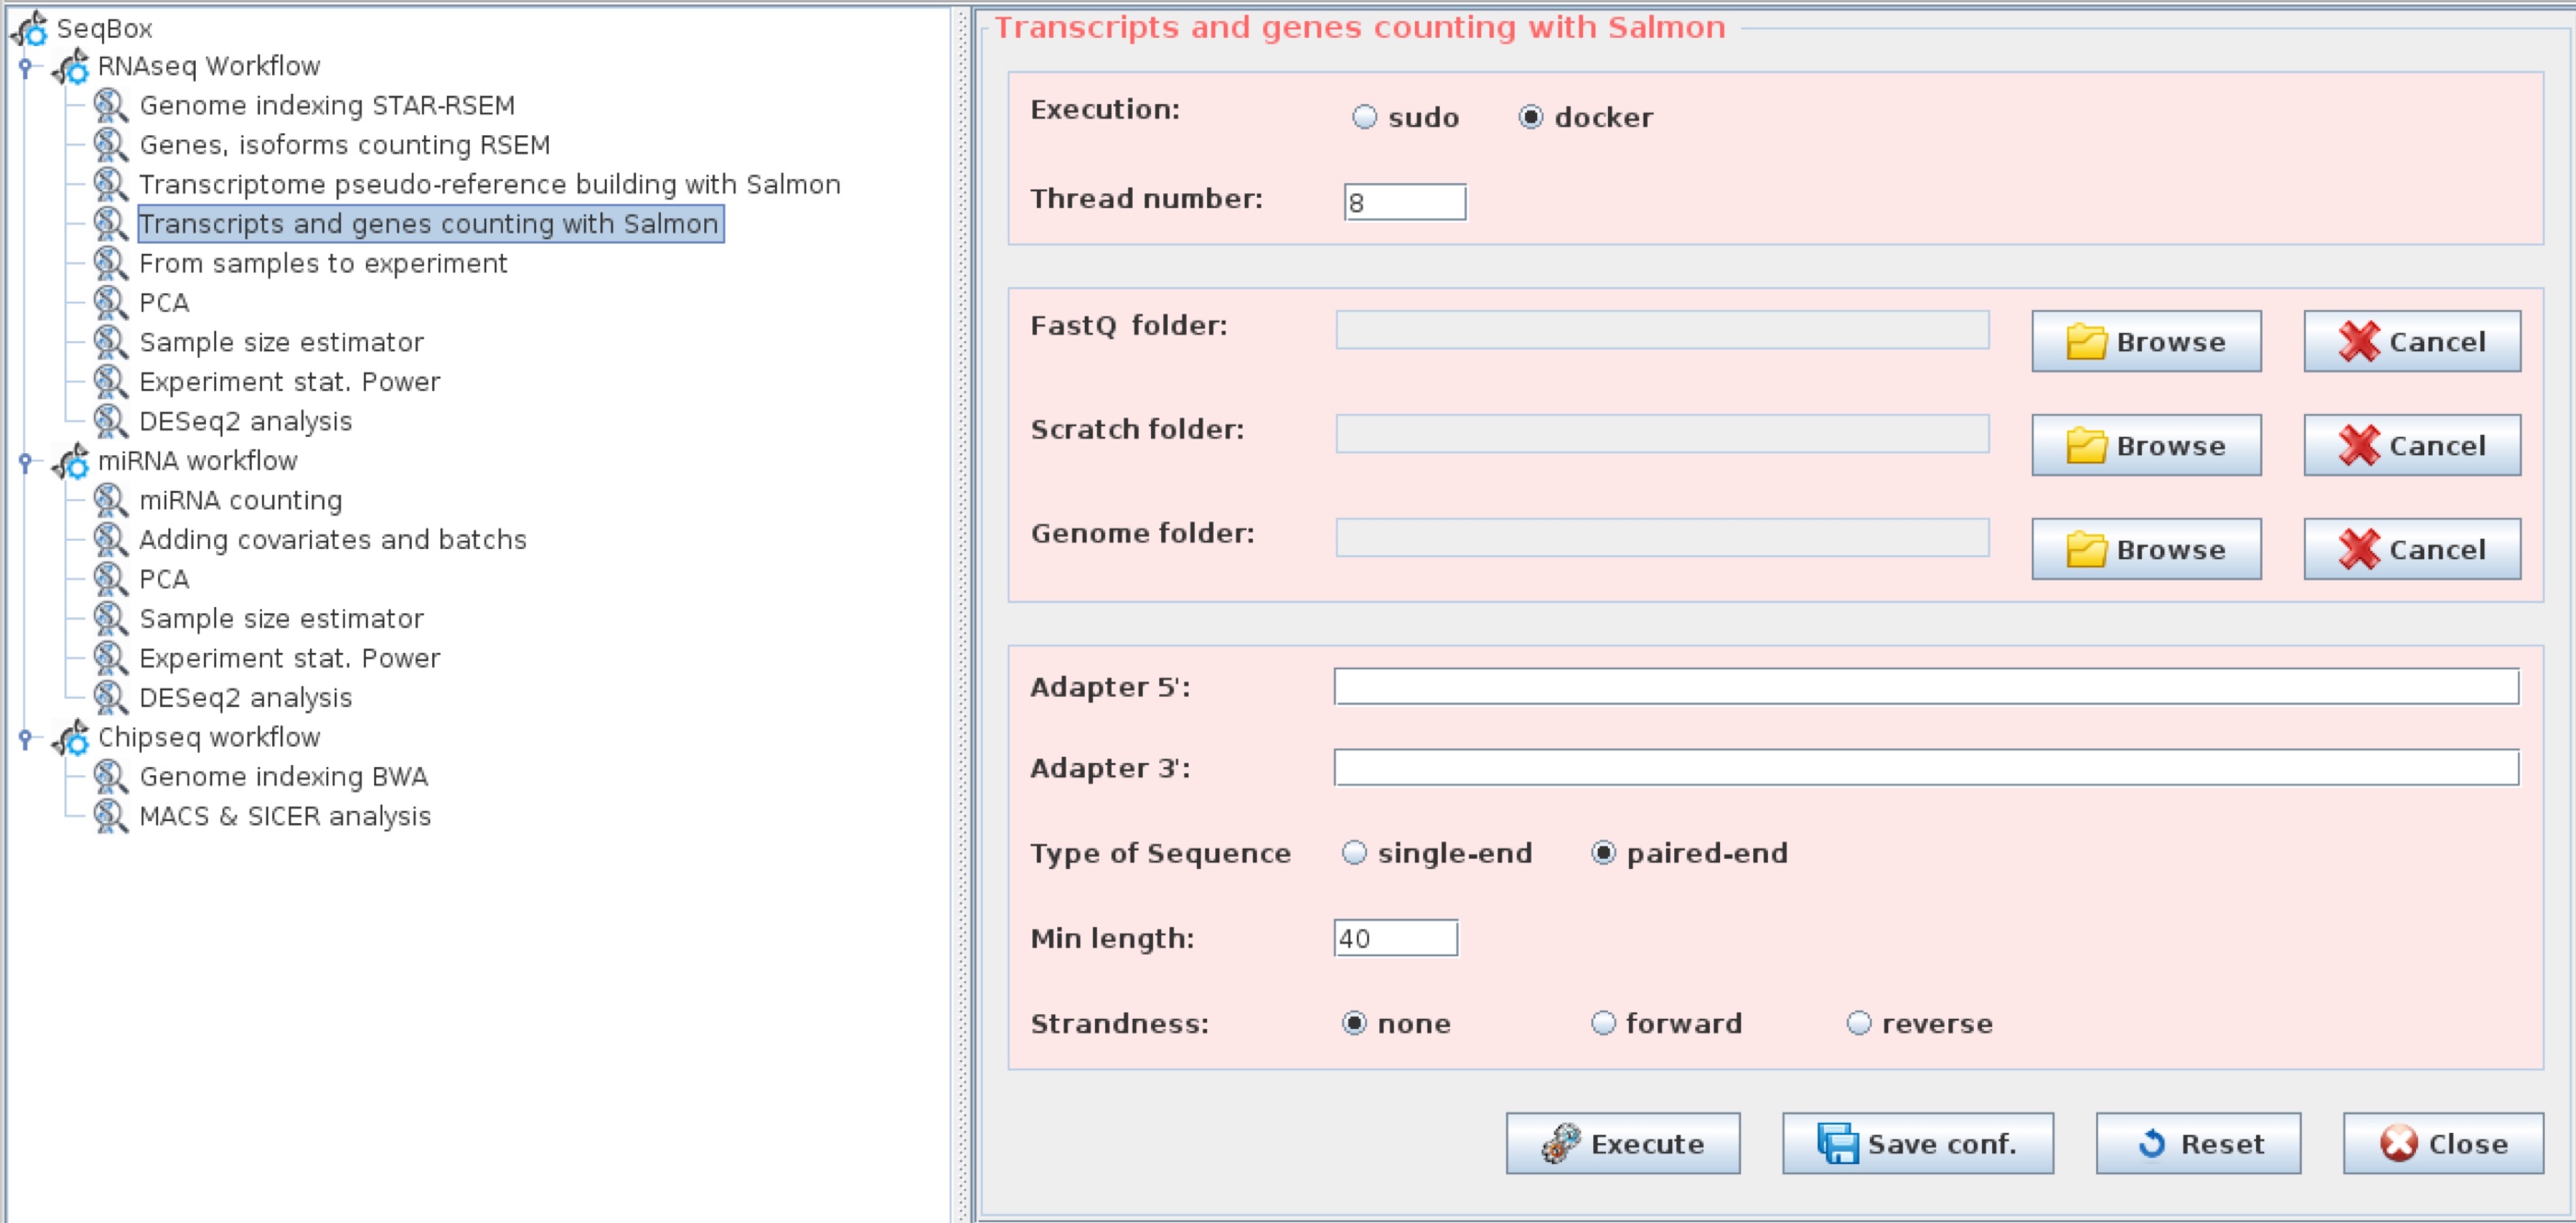 SeqBox
RNAseq Workflow
Genome indexing STAR-RSEM
Genes, isoforms counting RSEM
Transcriptome pseudo-reference building with Salmon
Transcripts and genes counting with Salmon
From samples to experiment
PCA
Sample size estimator
Experiment stat. Power
DESeq2 analysis
miRNA workflow
miRNA counting
Adding covariates and batchs
PCA
Sample size estimator
Experiment stat. Power
DESeq2 analysis
Chipseq workflow
Genome indexing BWA
MACS & SICER analysis
Transcripts and genes counting with Salmon
Execution: sudo docker
Thread number: 8
FastQ folder: Browse Cancel
Scratch folder: Browse Cancel
Genome folder: Browse Cancel
Adapter 5':
Adapter 3':
Type of Sequence single-end paired-end
Min length: 40
Strandness: none forward reverse
Execute Save conf. Reset Close